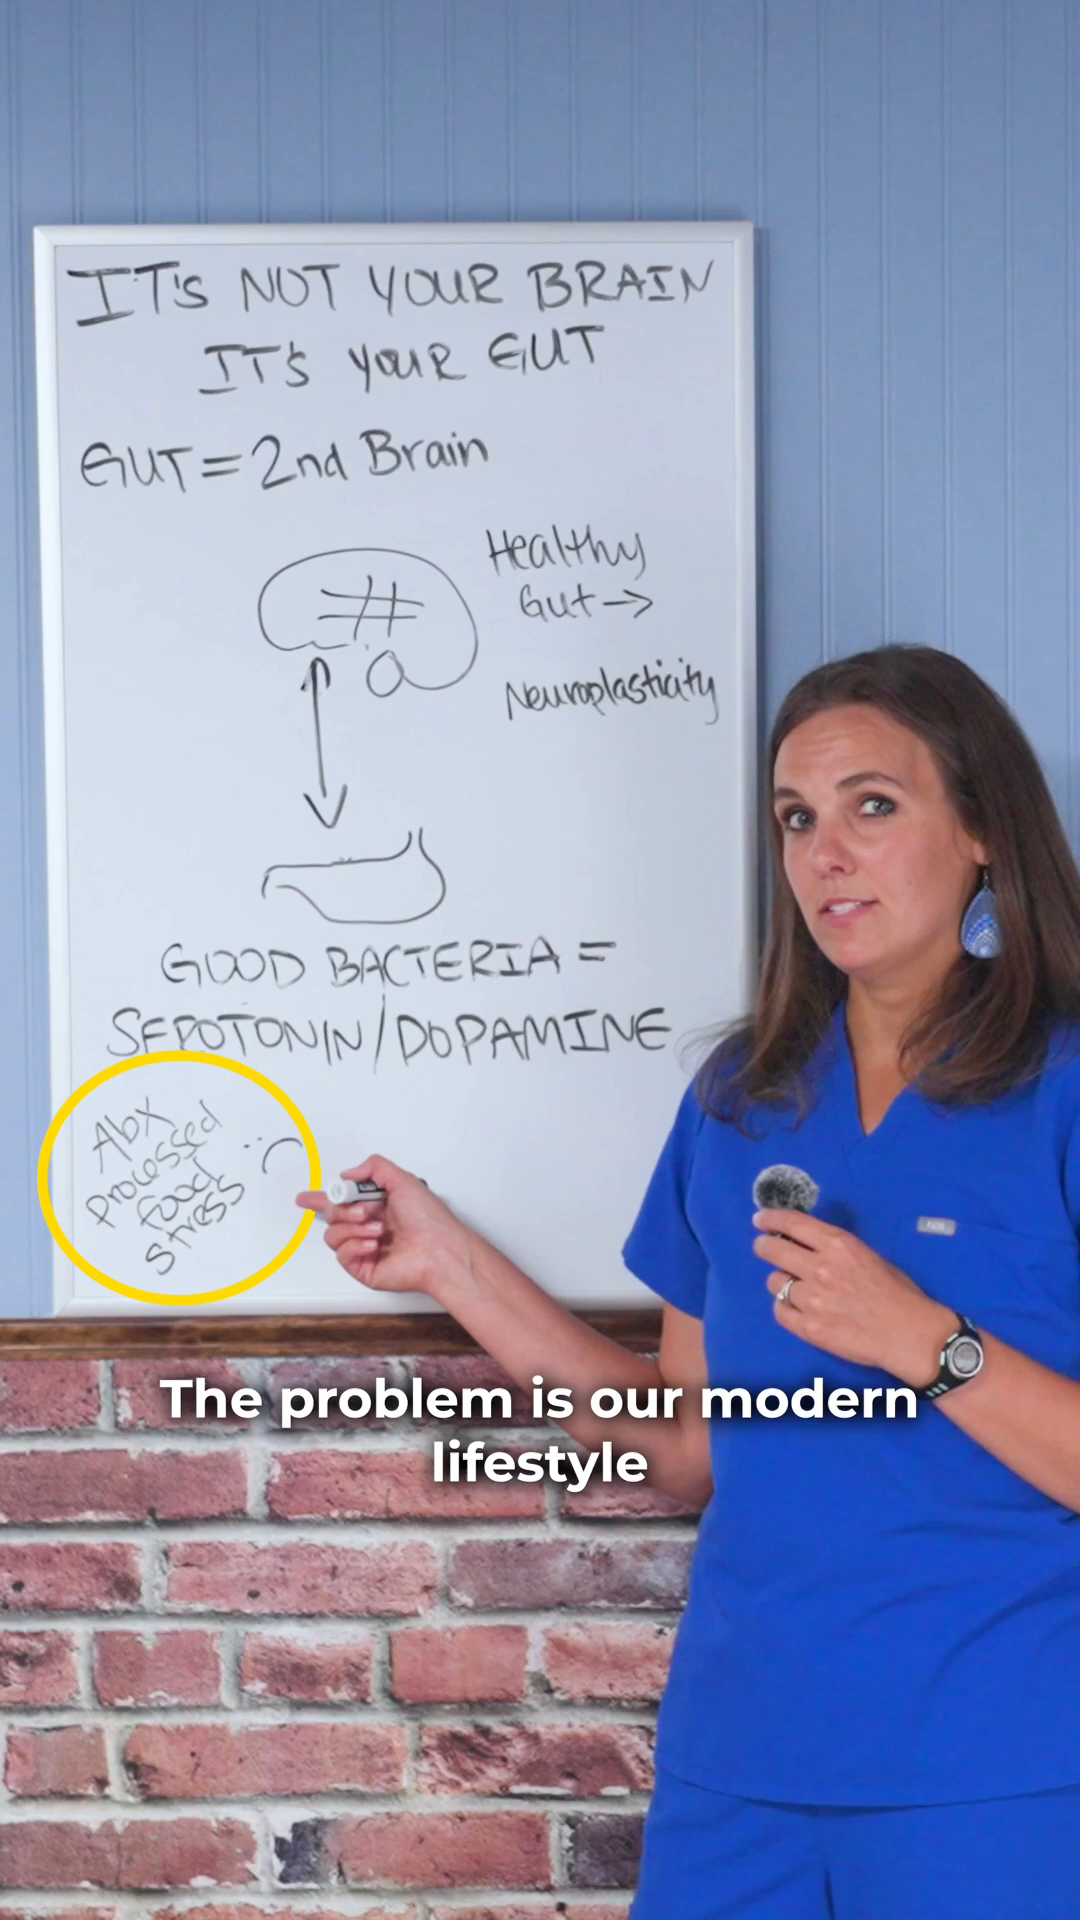 IT'S NOT YOUR BRAIN
IT'S YOUR GUT
GUT = 2nd Brain
Healthy
Gut →
Neuroplasticity
GOOD BACTERIA =
SEROTONIN/DOPAMINE
AbX
Processed
food
Stress
The problem is our modern
lifestyle